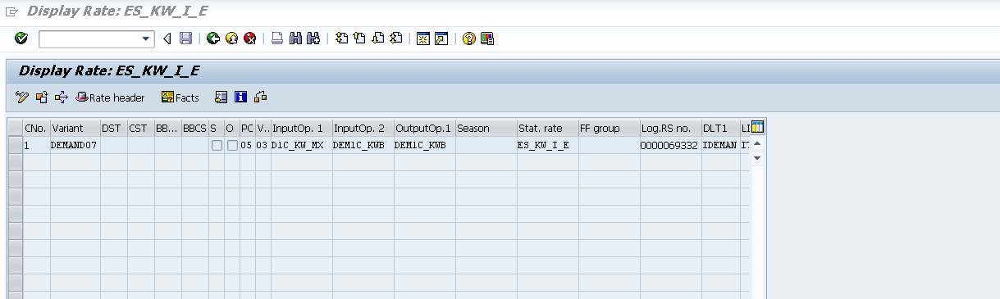 Display Rate: ES_KW_I_E
Display Rate: ES_KW_I_E
Rate header Facts
CNo. Variant DST CST BB... BBCS S O PC V.. InputOp. 1 InputOp. 2 OutputOp.1 Season Stat. rate FF group Log.RS no. DLT1 LI
1 DEMAND07 05 03 D1C_KW_MX DEM1C_KWB DEM1C_KWB ES_KW_I_E 0000069332 IDEMAN